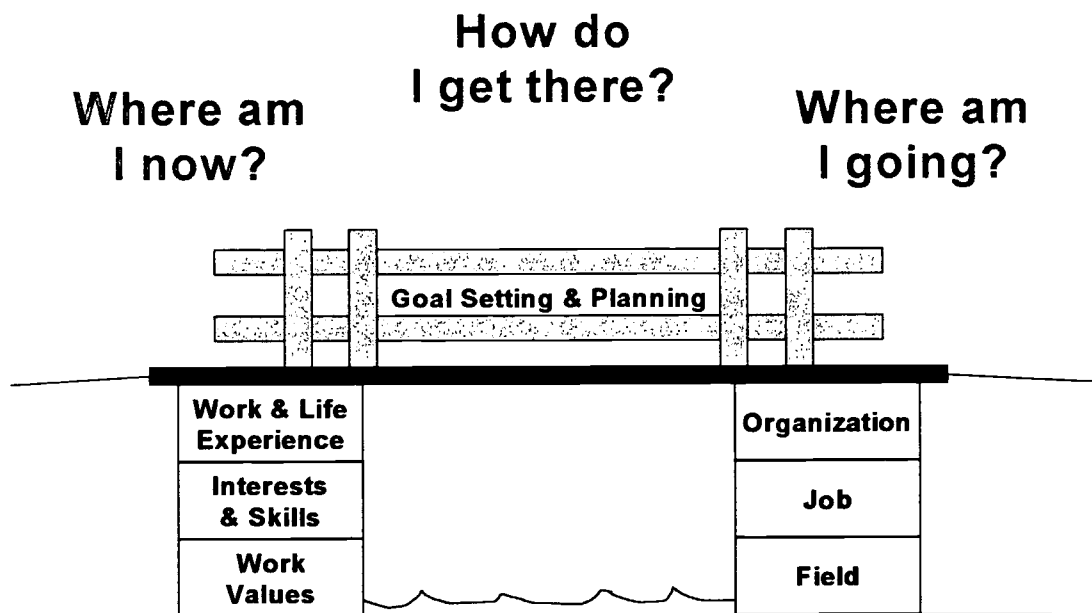 How do
I get there?
Where am
I now?
Where am
I going?
Goal Setting & Planning
Work & Life
Experience
Interests
& Skills
Work
Values
Organization
Job
Field